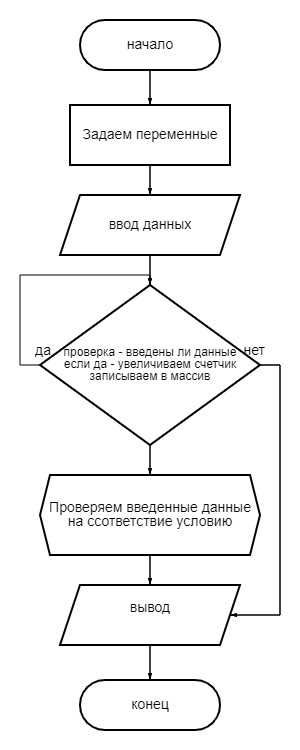 начало
Задаем переменные
ввод данных
да
нет
проверка - введены ли данные
если да - увеличиваем счетчик
записываем в массив
Проверяем введенные данные
на ссответствие условию
вывод
конец